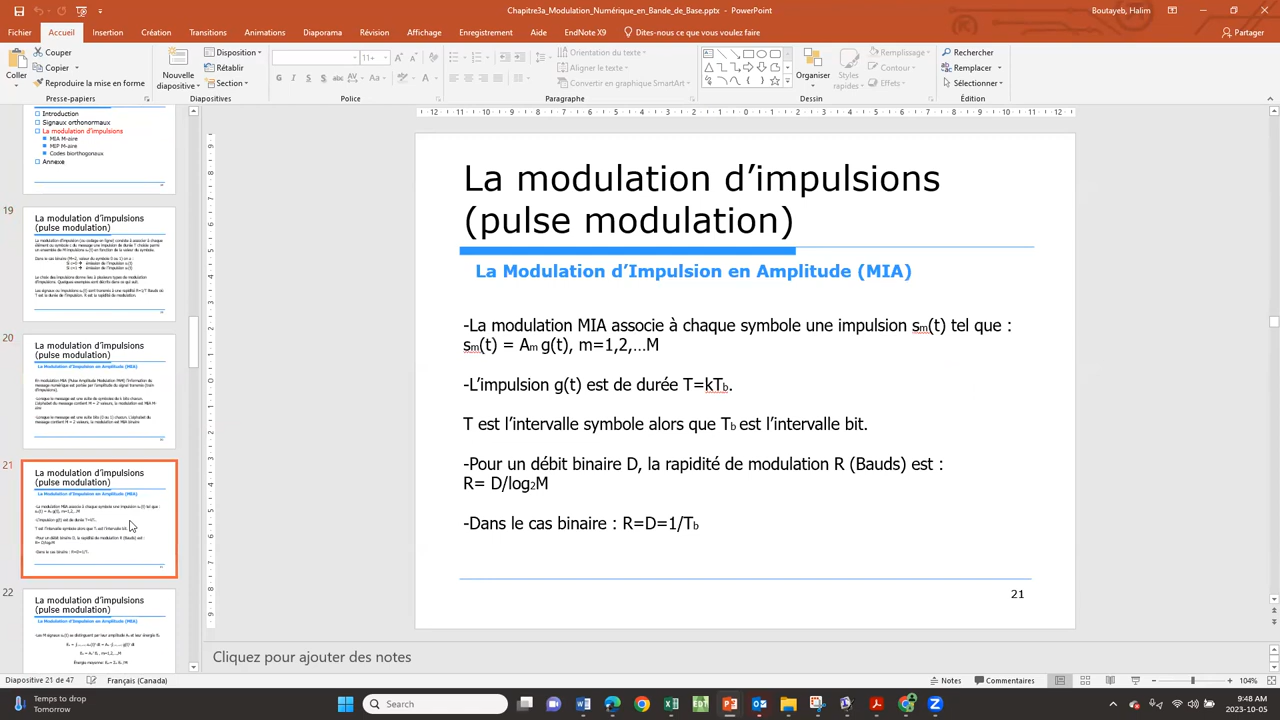 Chapitre3a_Modulation_Numérique_en_Bande_de_Base.pptx - PowerPoint
Boutayeb, Halim
Fichier Accueil Insertion Création Transitions Animations Diaporama Révision Affichage Enregistrement Aide EndNote X9 Dites-nous ce que vous voulez faire Partager
Coller
Couper
Copier
Reproduire la mise en forme
Presse-papiers
Nouvelle diapositive
Disposition
Rétablir
Section
Diapositives
11+
Police
Orientation du texte
Aligner le texte
Convertir en graphique SmartArt
Paragraphe
Organiser
Styles rapides
Remplissage
Contour
Effets
Dessin
Rechercher
Remplacer
Sélectionner
Édition
Introduction
Signaux orthonormaux
La modulation d'impulsions
MIA M-aire
MIP M-aire
Codes biorthogonaux
Annexe
19
La modulation d'impulsions
(pulse modulation)
20
La modulation d'impulsions
(pulse modulation)
La Modulation d'Impulsion en Amplitude (MIA)
21
La modulation d'impulsions
(pulse modulation)
La Modulation d'Impulsion en Amplitude (MIA)
22
La modulation d'impulsions
(pulse modulation)
La Modulation d'Impulsion en Amplitude (MIA)
La modulation d’impulsions
(pulse modulation)
La Modulation d’Impulsion en Amplitude (MIA)
-La modulation MIA associe à chaque symbole une impulsion sm(t) tel que :
sm(t) = Am g(t), m=1,2,…M
-L’impulsion g(t) est de durée T=kTb.
T est l’intervalle symbole alors que Tb est l’intervalle bit.
-Pour un débit binaire D, la rapidité de modulation R (Bauds) est :
R= D/log2M
-Dans le cas binaire : R=D=1/Tb
21
Cliquez pour ajouter des notes
Diapositive 21 de 47 Français (Canada) Notes Commentaires 104%
Temps to drop
Tomorrow
Search
9:48 AM
2023-10-05